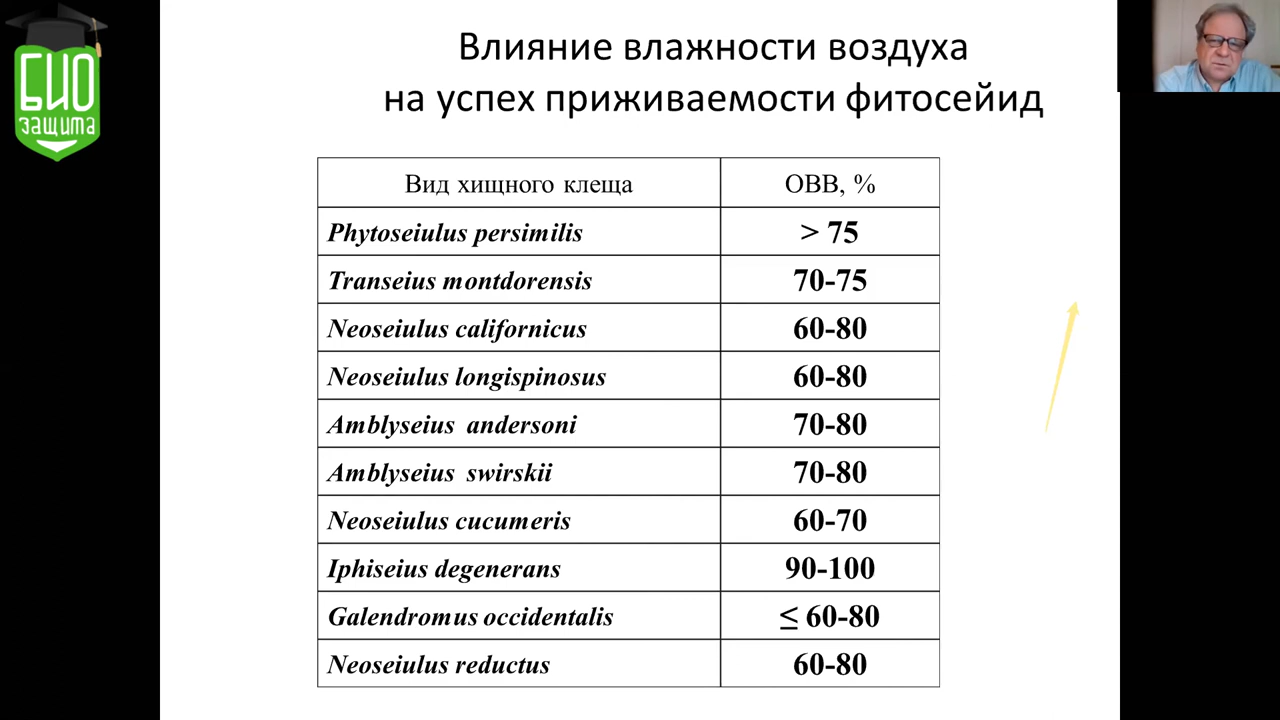 БИО
защита
Влияние влажности воздуха
на успех приживаемости фитосейид
Вид хищного клеща ОВВ, %
Phytoseiulus persimilis > 75
Transeius montdorensis 70-75
Neoseiulus californicus 60-80
Neoseiulus longispinosus 60-80
Amblyseius andersoni 70-80
Amblyseius swirskii 70-80
Neoseiulus cucumeris 60-70
Iphiseius degenerans 90-100
Galendromus occidentalis ≤ 60-80
Neoseiulus reductus 60-80